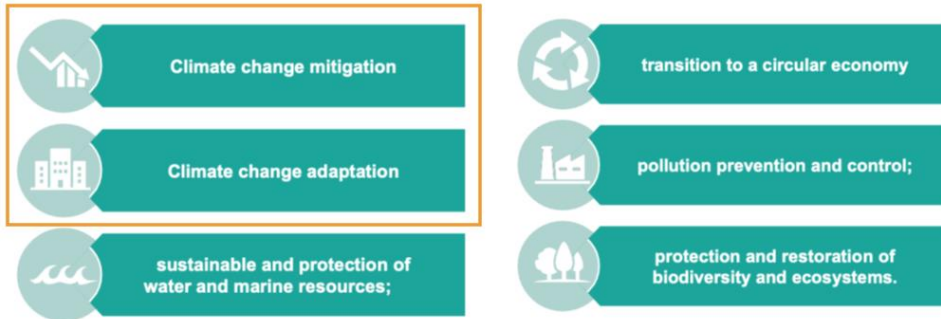 Climate change mitigation
Climate change adaptation
sustainable and protection of
water and marine resources;
transition to a circular economy
pollution prevention and control;
protection and restoration of
biodiversity and ecosystems.